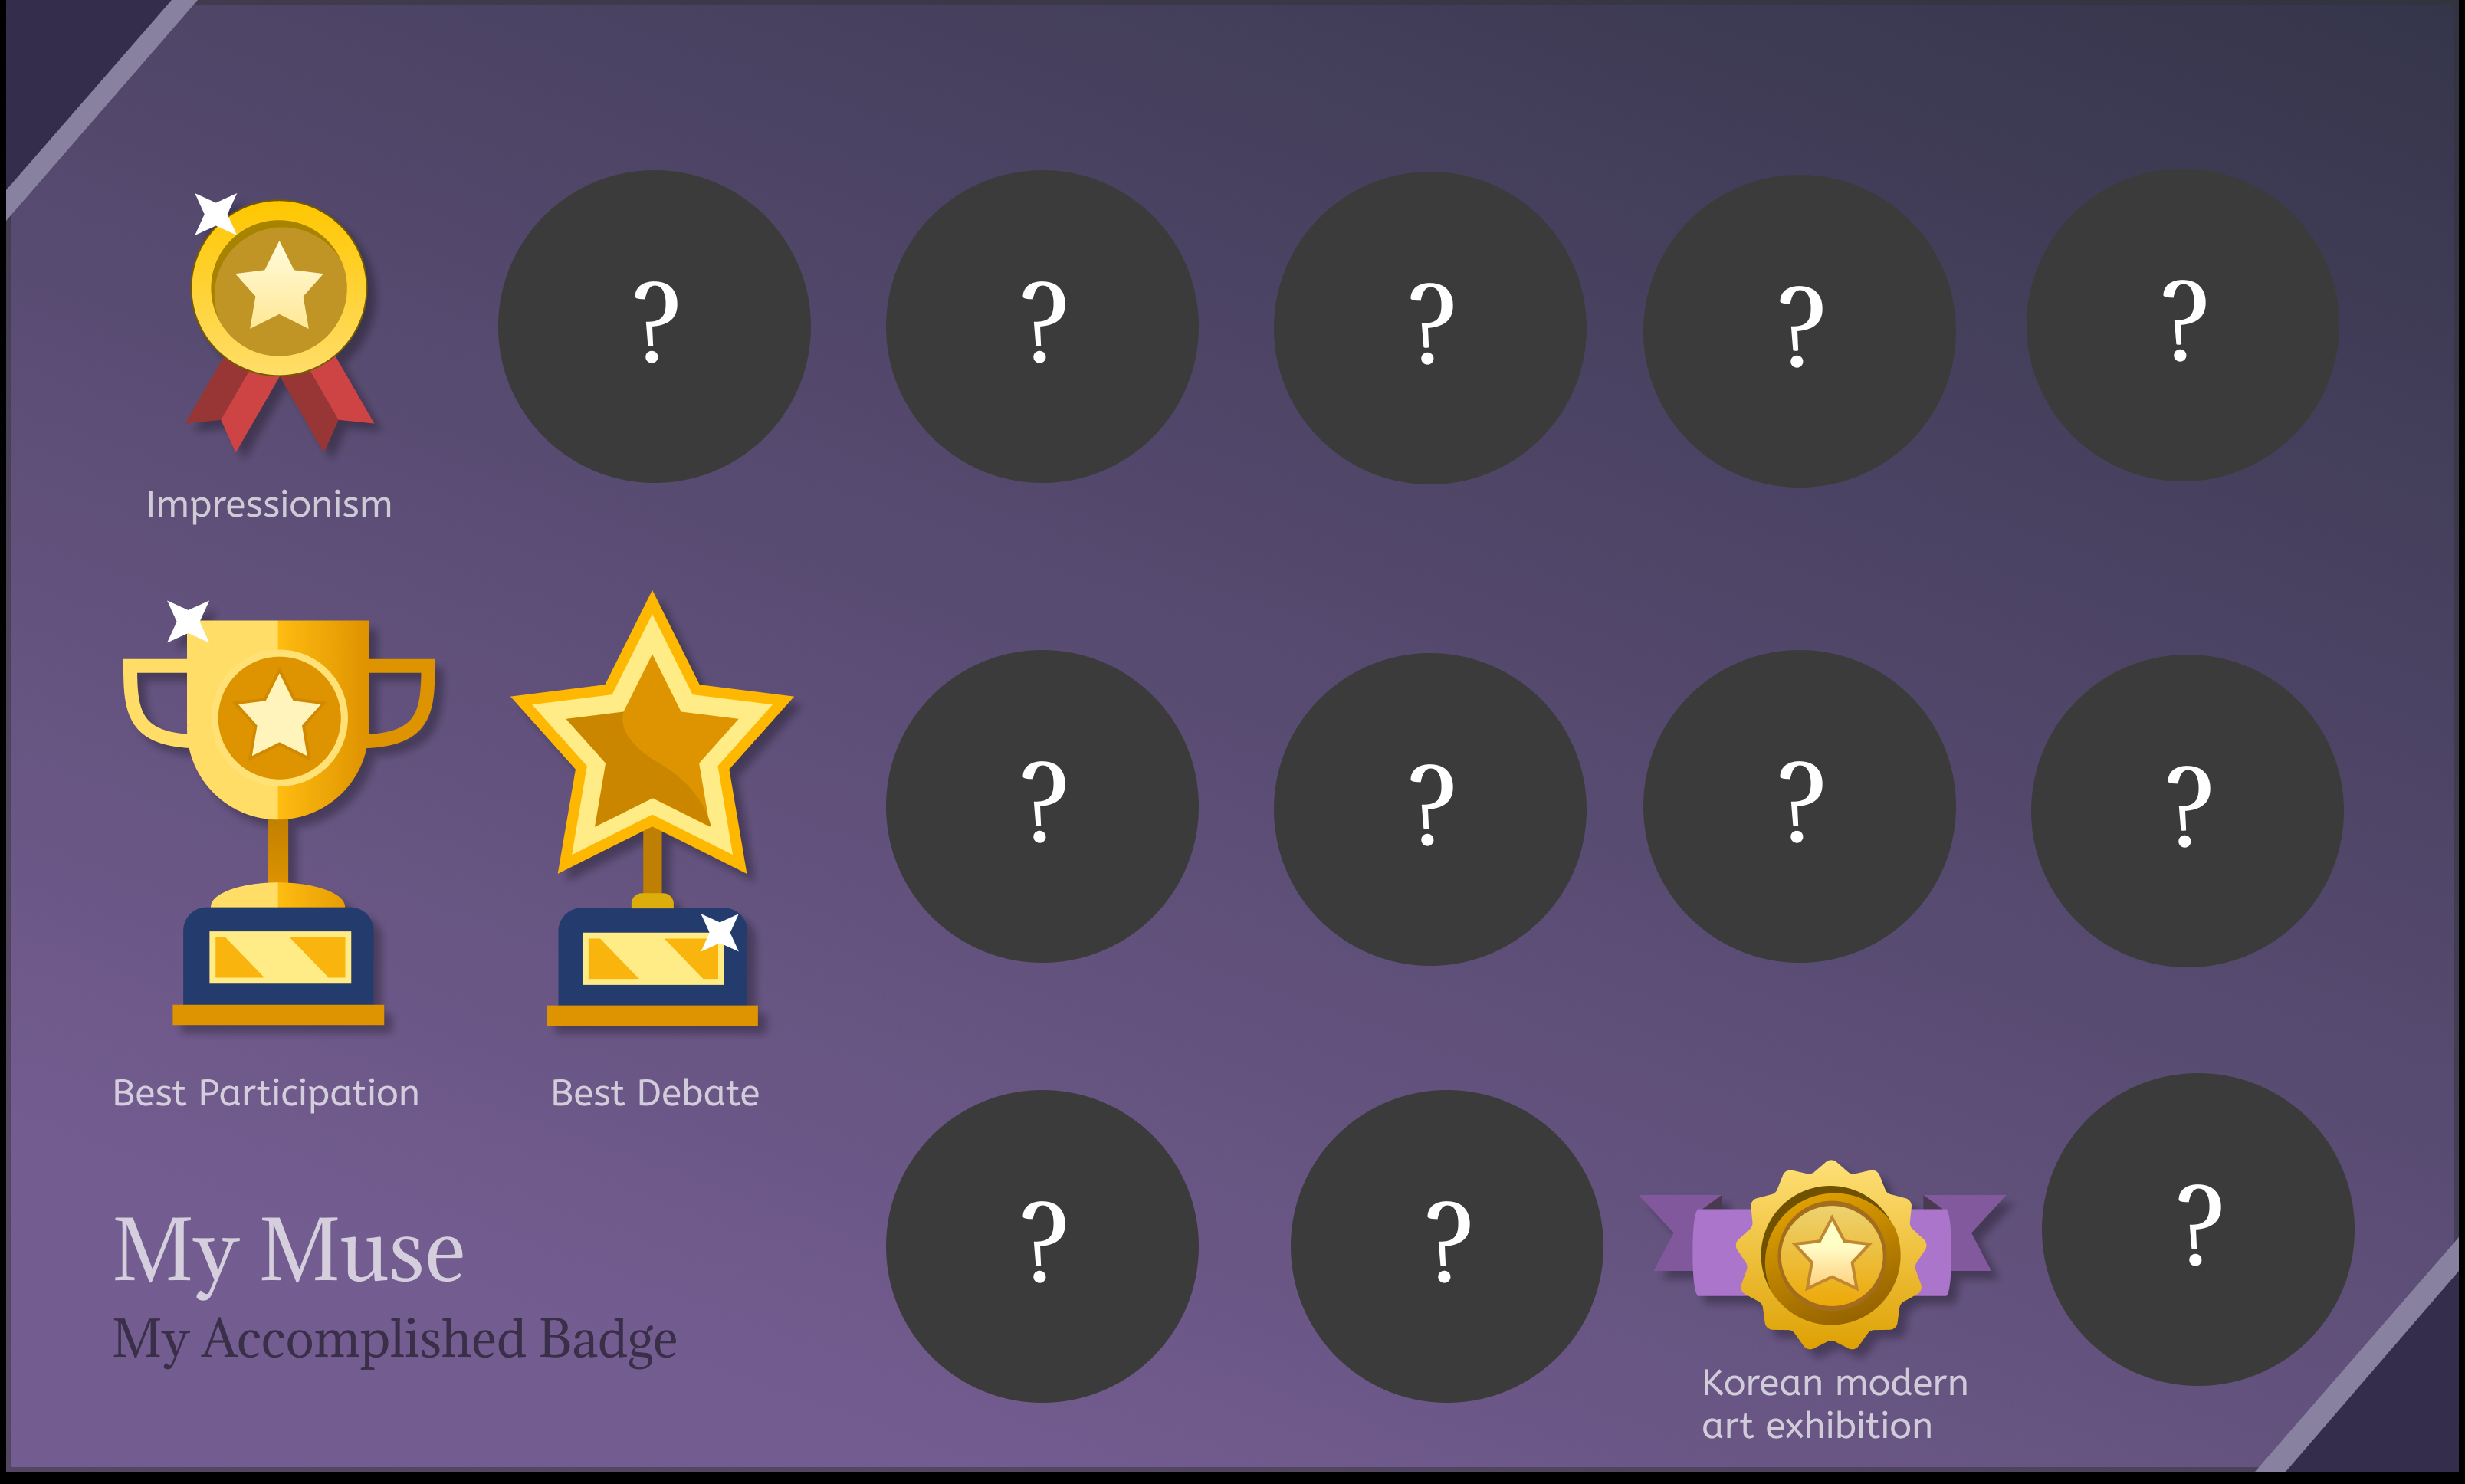 ?
?
?
?
?
Impressionism
?
?
?
?
Best Participation
Best Debate
My Muse
My Accomplished Badge
?
?
?
Korean modern
art exhibition